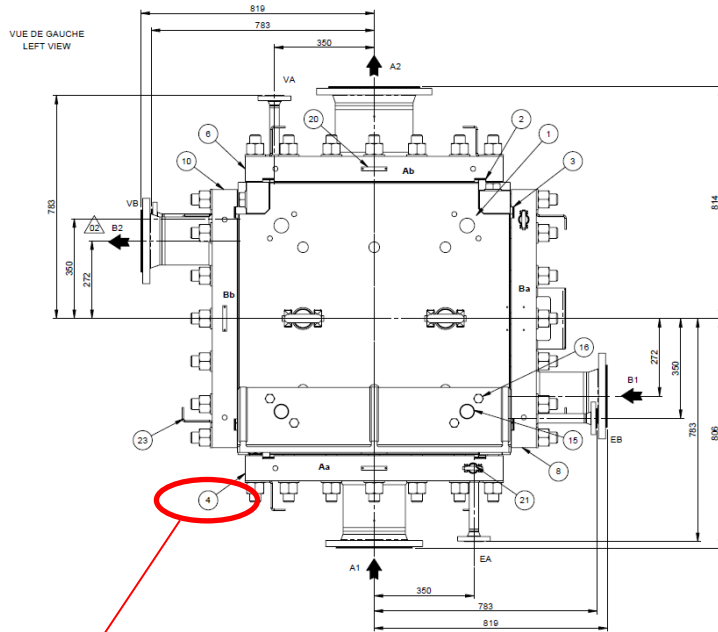 819
783
VUE DE GAUCHE
LEFT VIEW
350
A2
VA
20
2
1
6
Ab
3
10
VB
02
B2
783
350
272
Bb
Ba
814
16
272
350
B1
783
806
23
15
EB
Aa
8
4
21
A1
EA
350
783
819